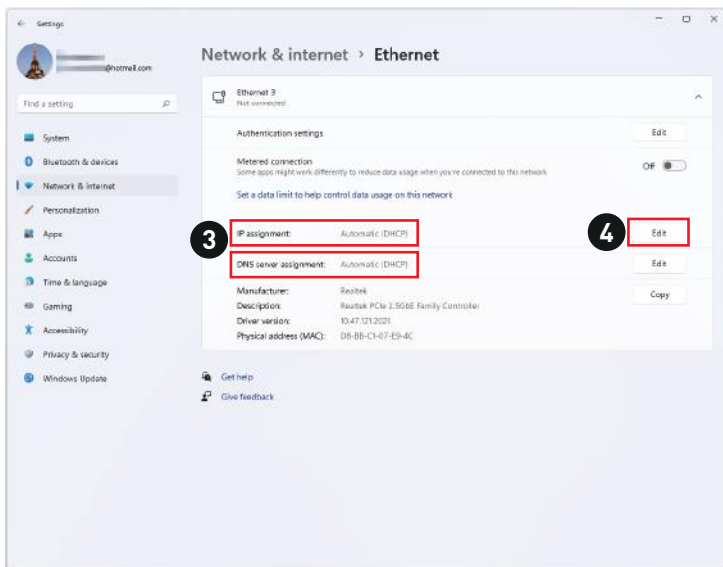 Settings
@hotmail.com
Find a setting
System
Bluetooth & devices
Network & internet
Personalization
Apps
Accounts
Time & language
Gaming
Accessibility
Privacy & security
Windows Update
Network & internet > Ethernet
Ethernet 3
Not connected
Authentication settings Edit
Metered connection
Some apps might work differently to reduce data usage when you're connected to this network
Off
Set a data limit to help control data usage on this network
3 IP assignment: Automatic (DHCP) 4 Edit
DNS server assignment: Automatic (DHCP) Edit
Manufacturer: Realtek Copy
Description: Realtek PCIe 2.5GbE Family Controller
Driver version: 10.47.121.2021
Physical address (MAC): D8-BB-C1-07-E9-4C
Get help
Give feedback